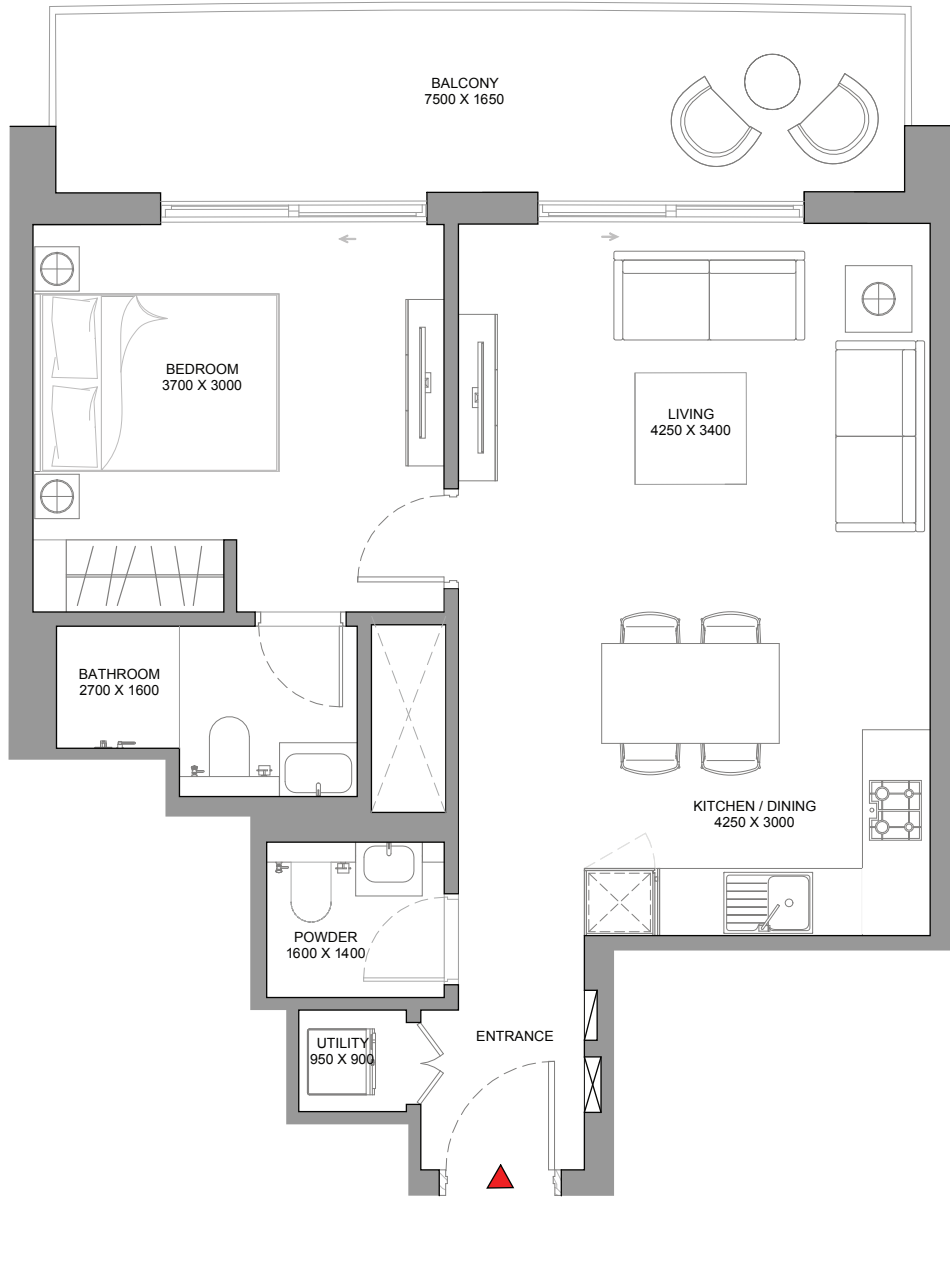 BALCONY
7500 X 1650
BEDROOM
3700 X 3000
LIVING
4250 X 3400
BATHROOM
2700 X 1600
KITCHEN / DINING
4250 X 3000
POWDER
1600 X 1400
ENTRANCE
UTILITY
950 X 900